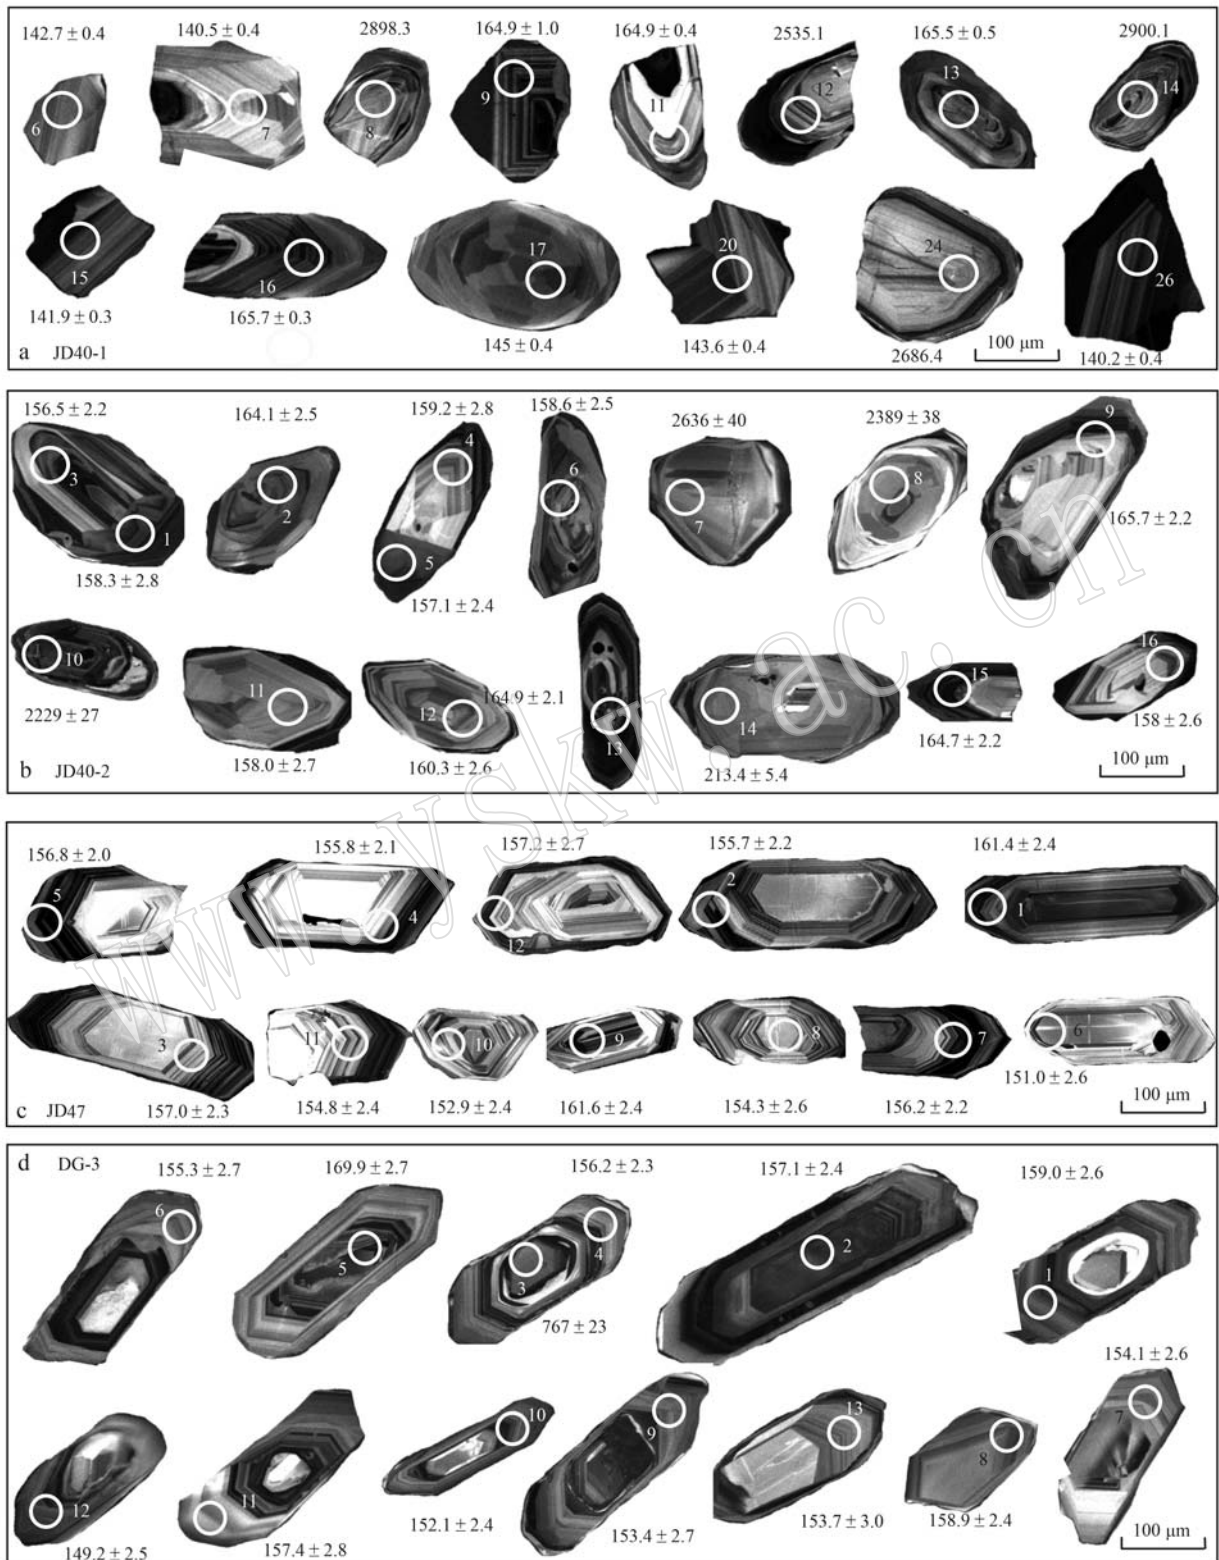 142.7 ± 0.4 140.5 ± 0.4 2898.3 164.9 ± 1.0 164.9 ± 0.4 2535.1 165.5 ± 0.5 2900.1
6 7 8 9 11 12 13 14
15 16 17 20 24 26
141.9 ± 0.3 165.7 ± 0.3 145 ± 0.4 143.6 ± 0.4 2686.4 100 μm 140.2 ± 0.4
a JD40-1
156.5 ± 2.2 164.1 ± 2.5 159.2 ± 2.8 158.6 ± 2.5 2636 ± 40 2389 ± 38 9
3 1 2 4 5 6 7 8
158.3 ± 2.8 157.1 ± 2.4 165.7 ± 2.2
10 11 12 164.9 ± 2.1 13 14 15 16
2229 ± 27 158.0 ± 2.7 160.3 ± 2.6 213.4 ± 5.4 164.7 ± 2.2 158 ± 2.6
b JD40-2 100 μm
156.8 ± 2.0 155.8 ± 2.1 157.2 ± 2.7 155.7 ± 2.2 161.4 ± 2.4
5 4 12 2 1
3 11 10 9 8 7 6
157.0 ± 2.3 154.8 ± 2.4 152.9 ± 2.4 161.6 ± 2.4 154.3 ± 2.6 156.2 ± 2.2 151.0 ± 2.6
c JD47 100 μm
d DG-3 155.3 ± 2.7 169.9 ± 2.7 156.2 ± 2.3 157.1 ± 2.4 159.0 ± 2.6
6 5 3 4 2 1
767 ± 23 154.1 ± 2.6
12 11 10 9 13 8 7
149.2 ± 2.5 157.4 ± 2.8 152.1 ± 2.4 153.4 ± 2.7 153.7 ± 3.0 158.9 ± 2.4 100 μm
www.yskw.ac.cn